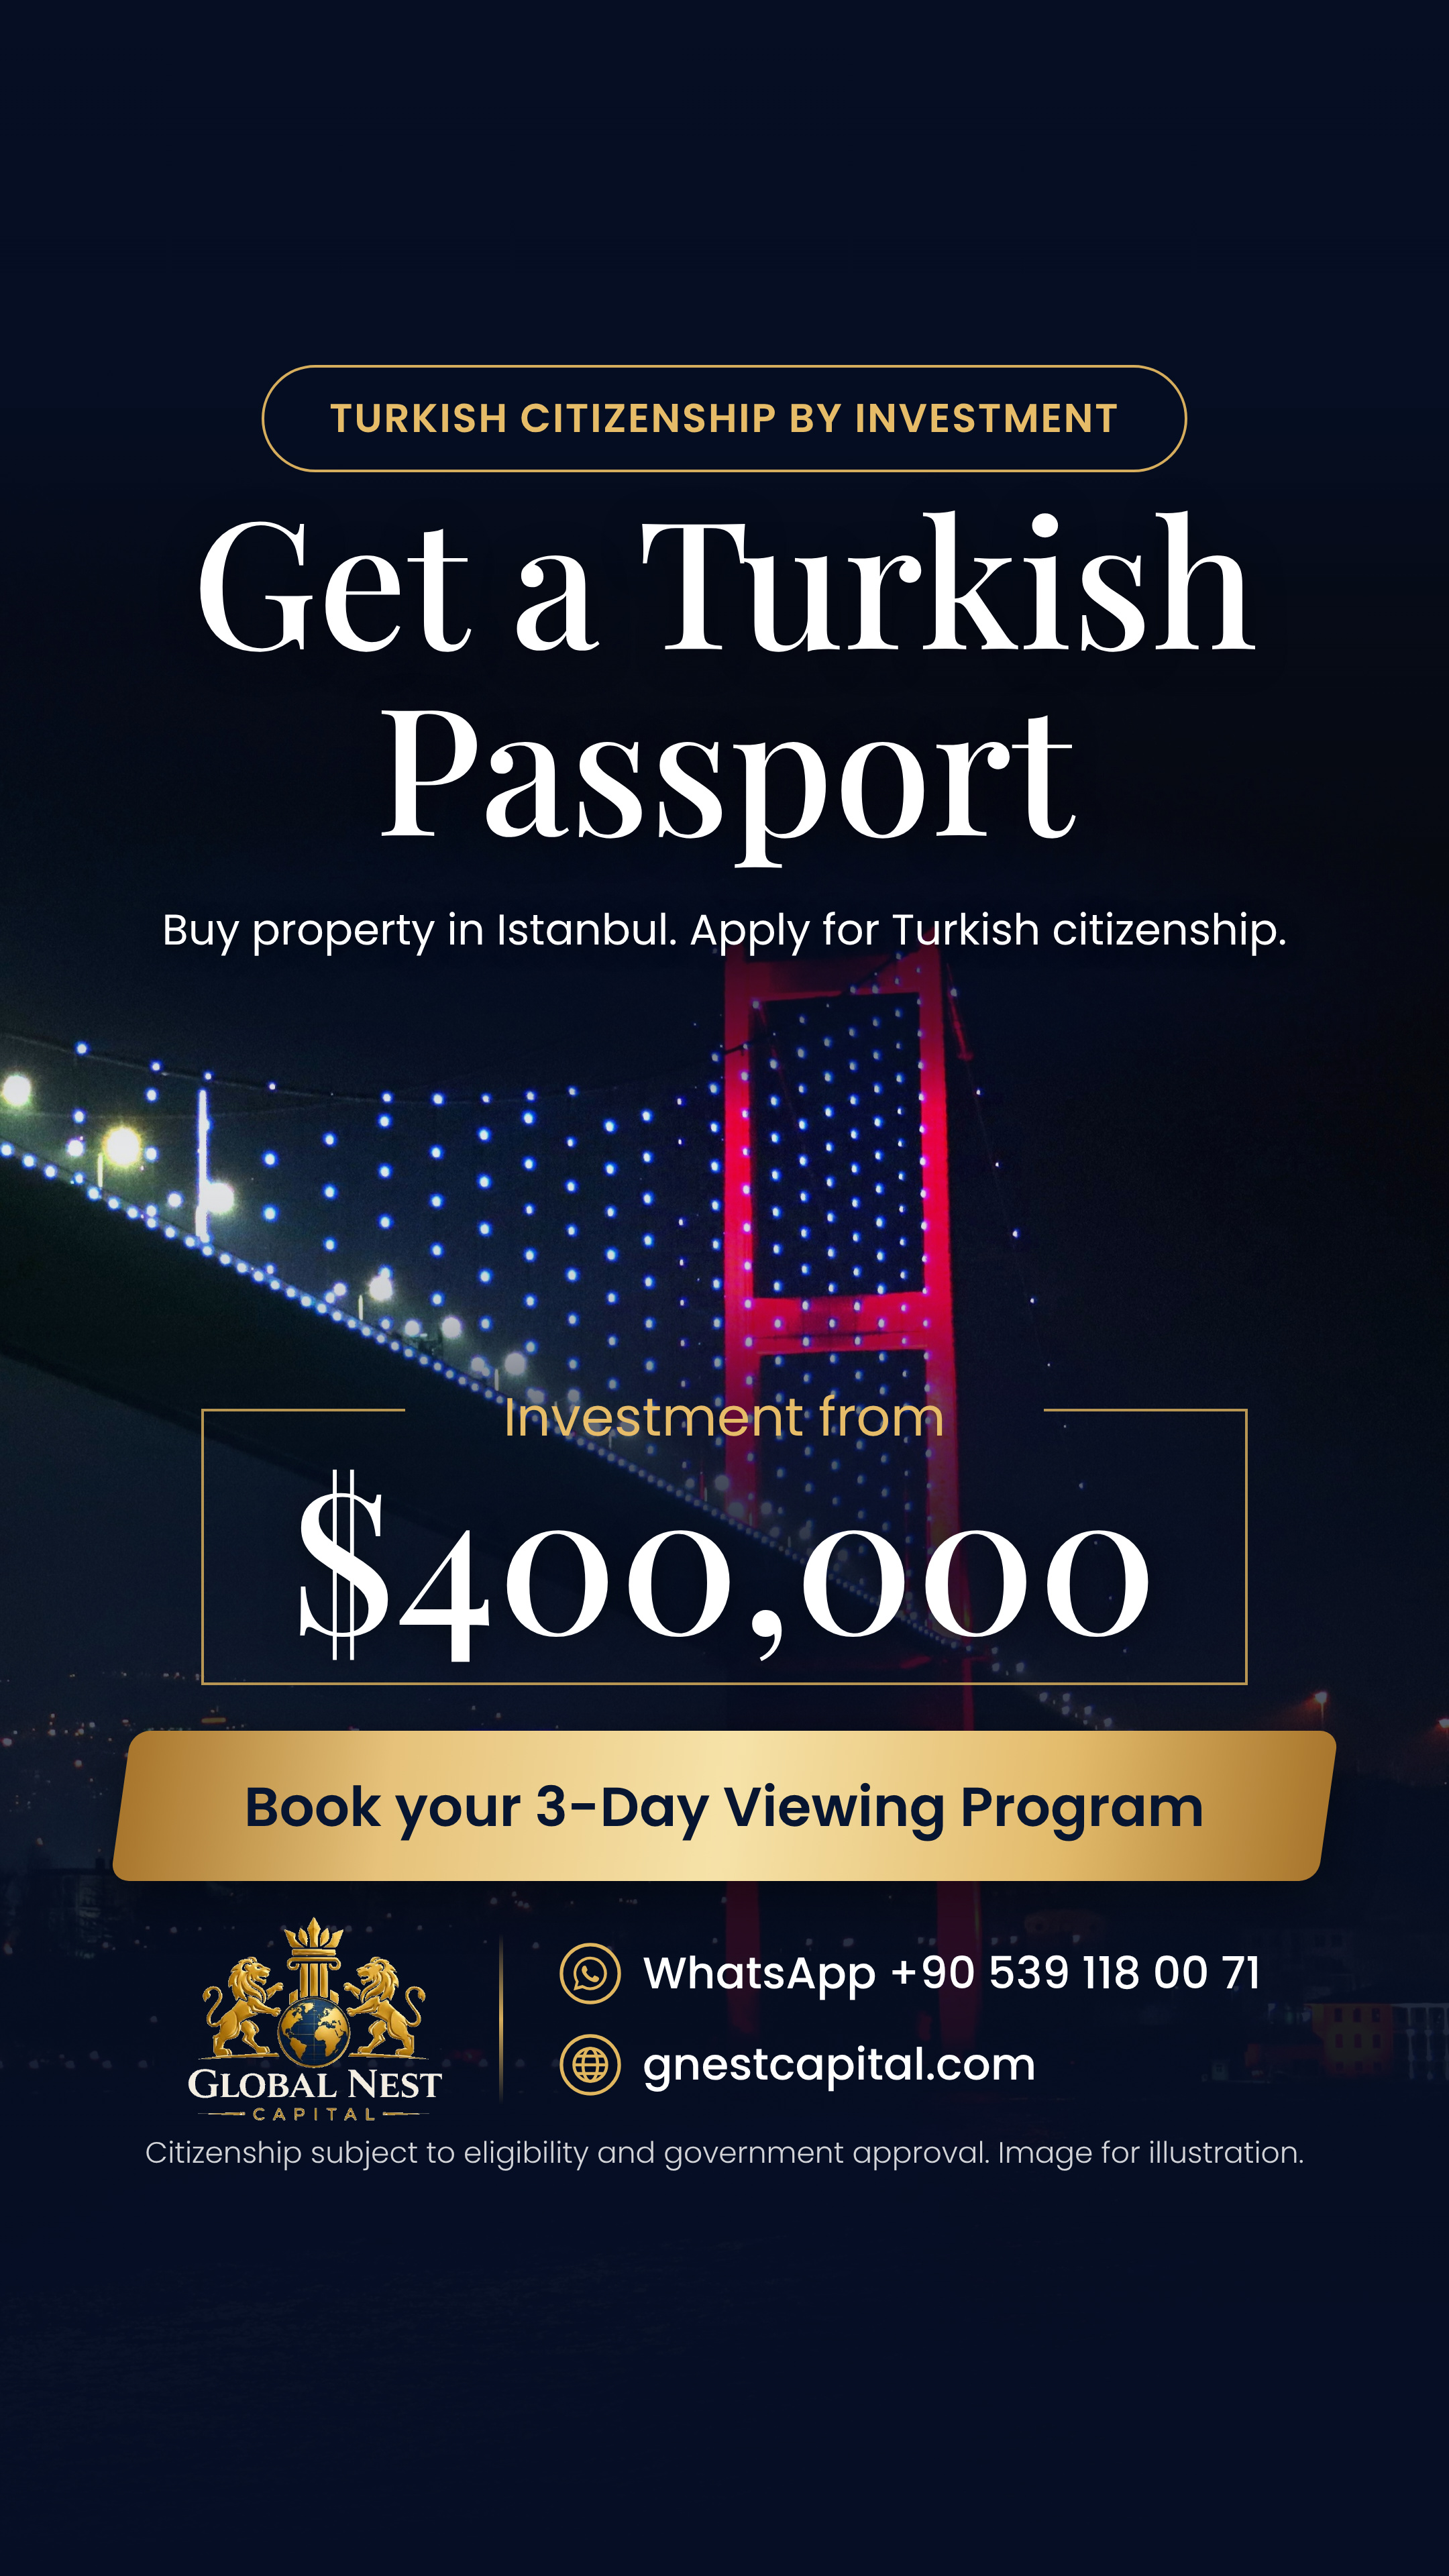 TURKISH CITIZENSHIP BY INVESTMENT
Get a Turkish
Passport
Buy property in Istanbul. Apply for Turkish citizenship.
Investment from
$400,000
Book your 3-Day Viewing Program
GLOBAL NEST
CAPITAL
WhatsApp +90 539 118 00 71
gnestcapital.com
Citizenship subject to eligibility and government approval. Image for illustration.